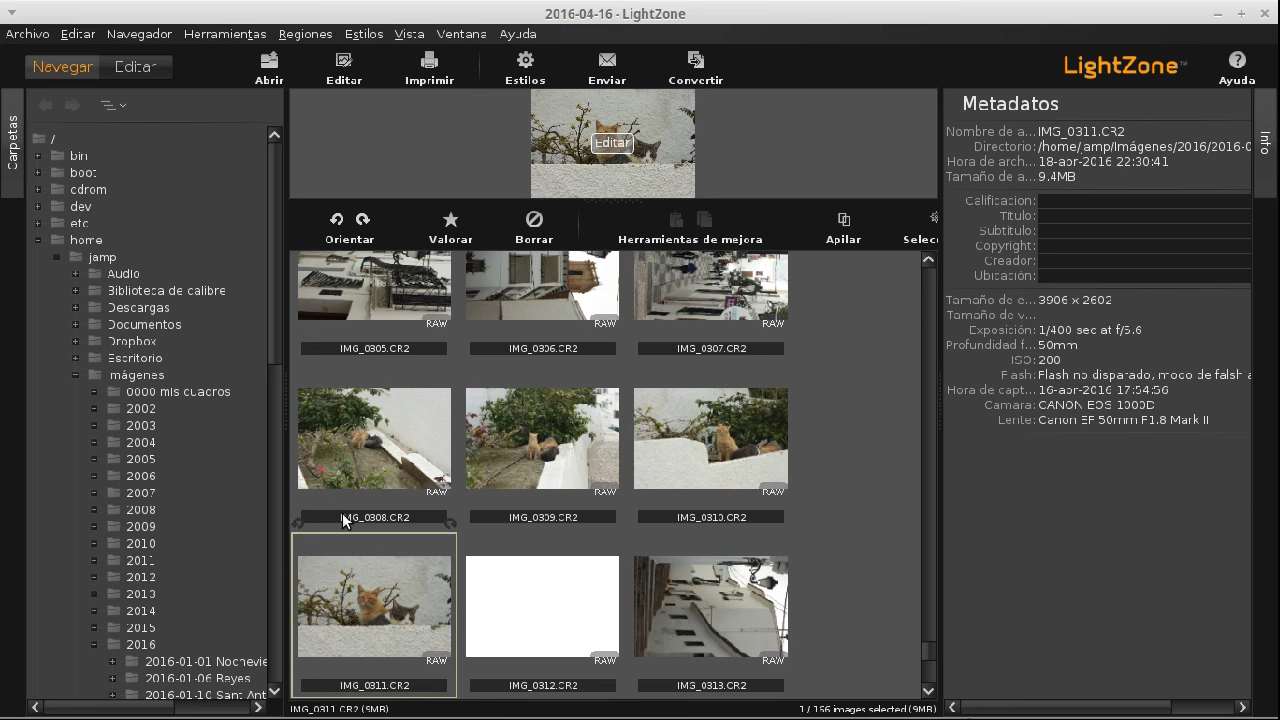 2016-04-16 - LightZone
Archivo Editar Navegador Herramientas Regiones Estilos Vista Ventana Ayuda
Navegar Editar
Abrir Editar Imprimir Estilos Enviar Convertir
LightZone™
Ayuda
Carpetas
/
bin
boot
cdrom
dev
etc
home
jamp
Audio
Biblioteca de calibre
Descargas
Documentos
Dropbox
Escritorio
Imágenes
0000 mis cuadros
2002
2003
2004
2005
2006
2007
2008
2009
2010
2011
2012
2013
2014
2015
2016
2016-01-01 Nochevie
2016-01-06 Reyes
2016-01-10 Sant Ant
Editar
Orientar Valorar Borrar Herramientas de mejora Apilar Selec
RAW RAW RAW
IMG_0305.CR2 IMG_0306.CR2 IMG_0307.CR2
RAW RAW RAW
IMG_0308.CR2 IMG_0309.CR2 IMG_0310.CR2
RAW RAW RAW
IMG_0311.CR2 IMG_0312.CR2 IMG_0313.CR2
IMG_0311.CR2 (9MB) 1 / 156 images selected (9MB)
Metadatos
Info
Nombre de a... IMG_0311.CR2
Directorio: /home/jamp/Imágenes/2016/2016-0
Hora de arch... 18-abr-2016 22:30:41
Tamaño de a... 9.4MB
Calificación:
Título:
Subtítulo:
Copyright:
Creador:
Ubicación:
Tamaño de o... 3906 x 2602
Tamaño de v...
Exposición: 1/400 sec at f/5.6
Profundidad f... 50mm
ISO: 200
Flash: Flash no disparado, modo de falsh a
Hora de capt... 16-abr-2016 17:54:56
Cámara: CANON EOS 1000D
Lente: Canon EF 50mm F1.8 Mark II